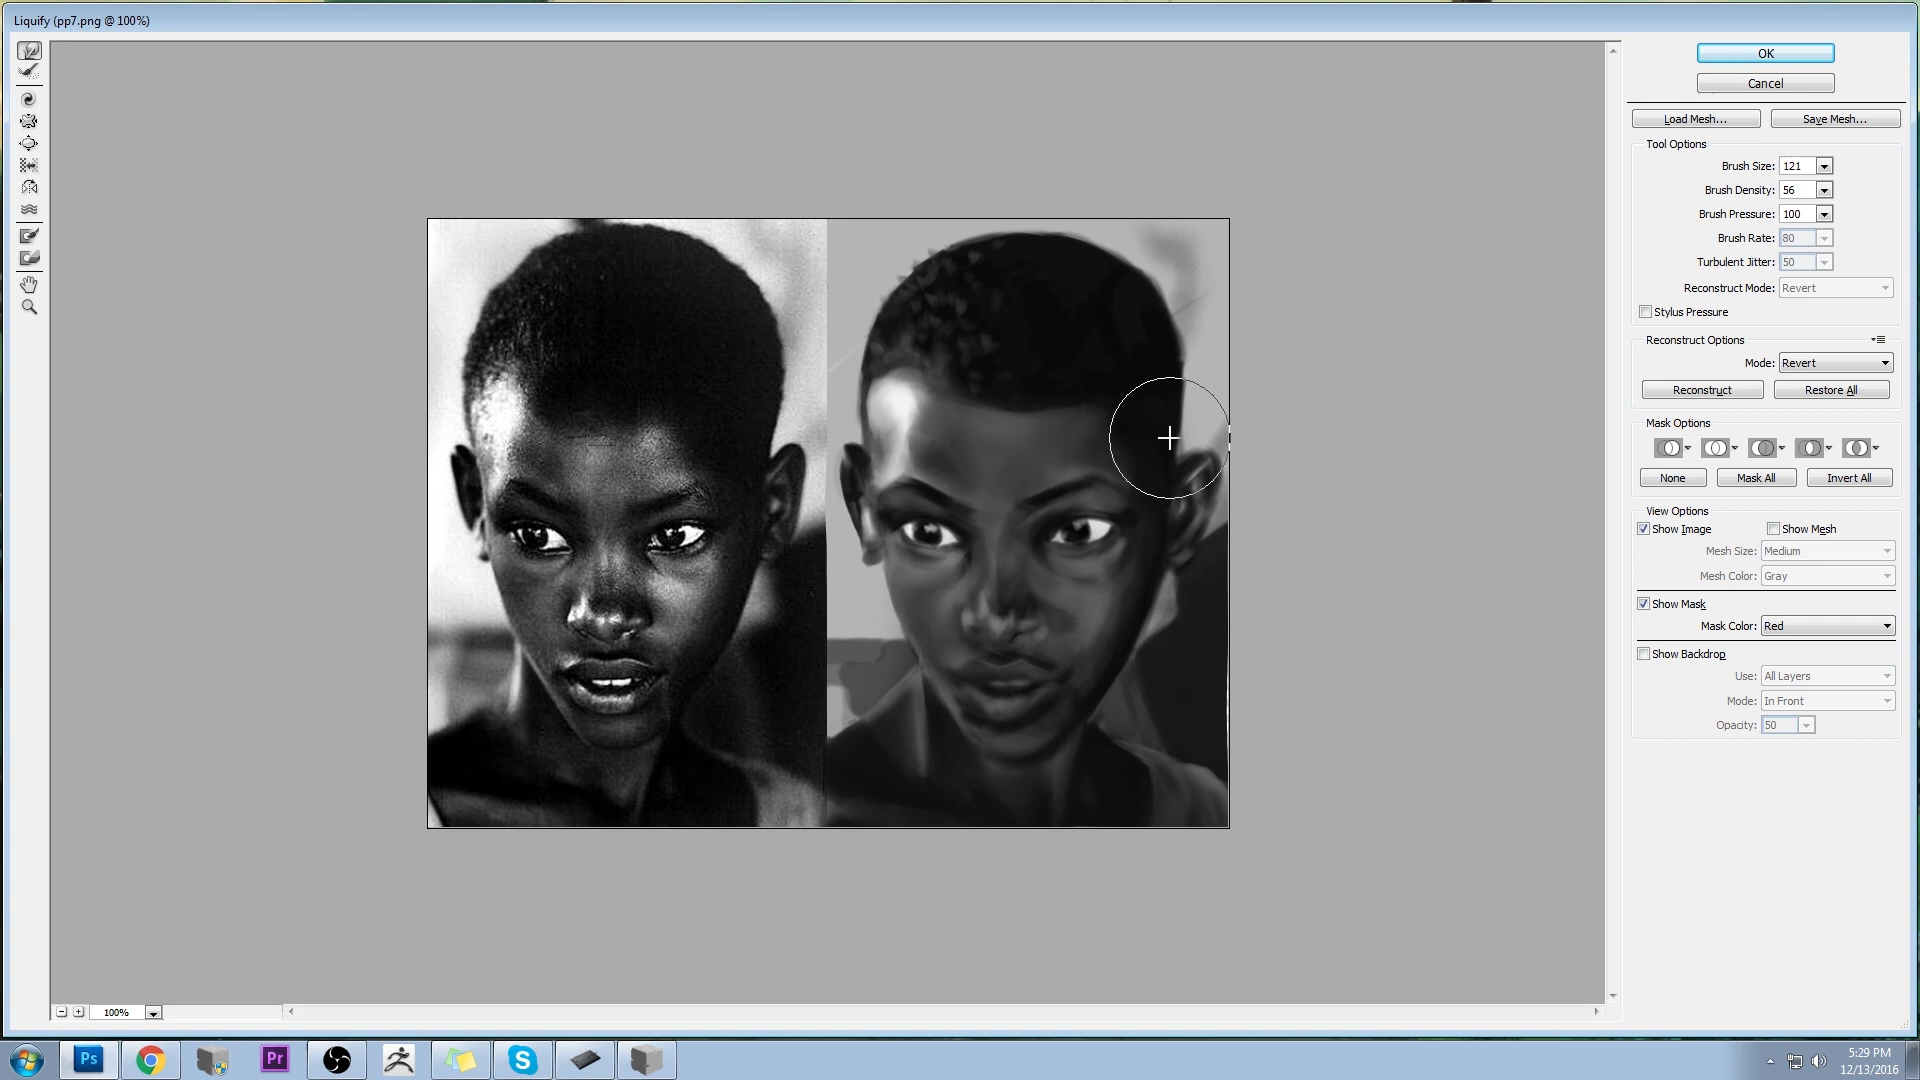 Liquify (pp7.png @ 100%)
OK
Cancel
Load Mesh...
Save Mesh...
Tool Options
Brush Size: 121
Brush Density: 56
Brush Pressure: 100
Brush Rate: 80
Turbulent Jitter: 50
Reconstruct Mode: Revert
Stylus Pressure
Reconstruct Options
Mode: Revert
Reconstruct
Restore All
Mask Options
None
Mask All
Invert All
View Options
Show Image
Show Mesh
Mesh Size: Medium
Mesh Color: Gray
Show Mask
Mask Color: Red
Show Backdrop
Use: All Layers
Mode: In Front
Opacity: 50
100%
Ps
Pr
S
5:29 PM
12/13/2016